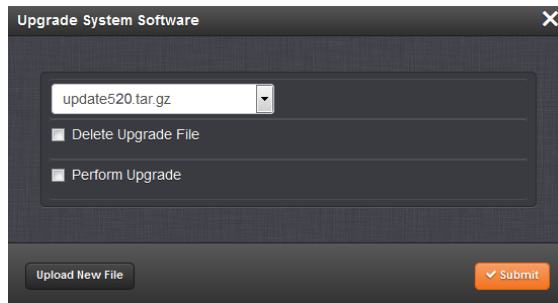 Upgrade System Software
update520.tar.gz
Delete Upgrade File
Perform Upgrade
Upload New File
Submit